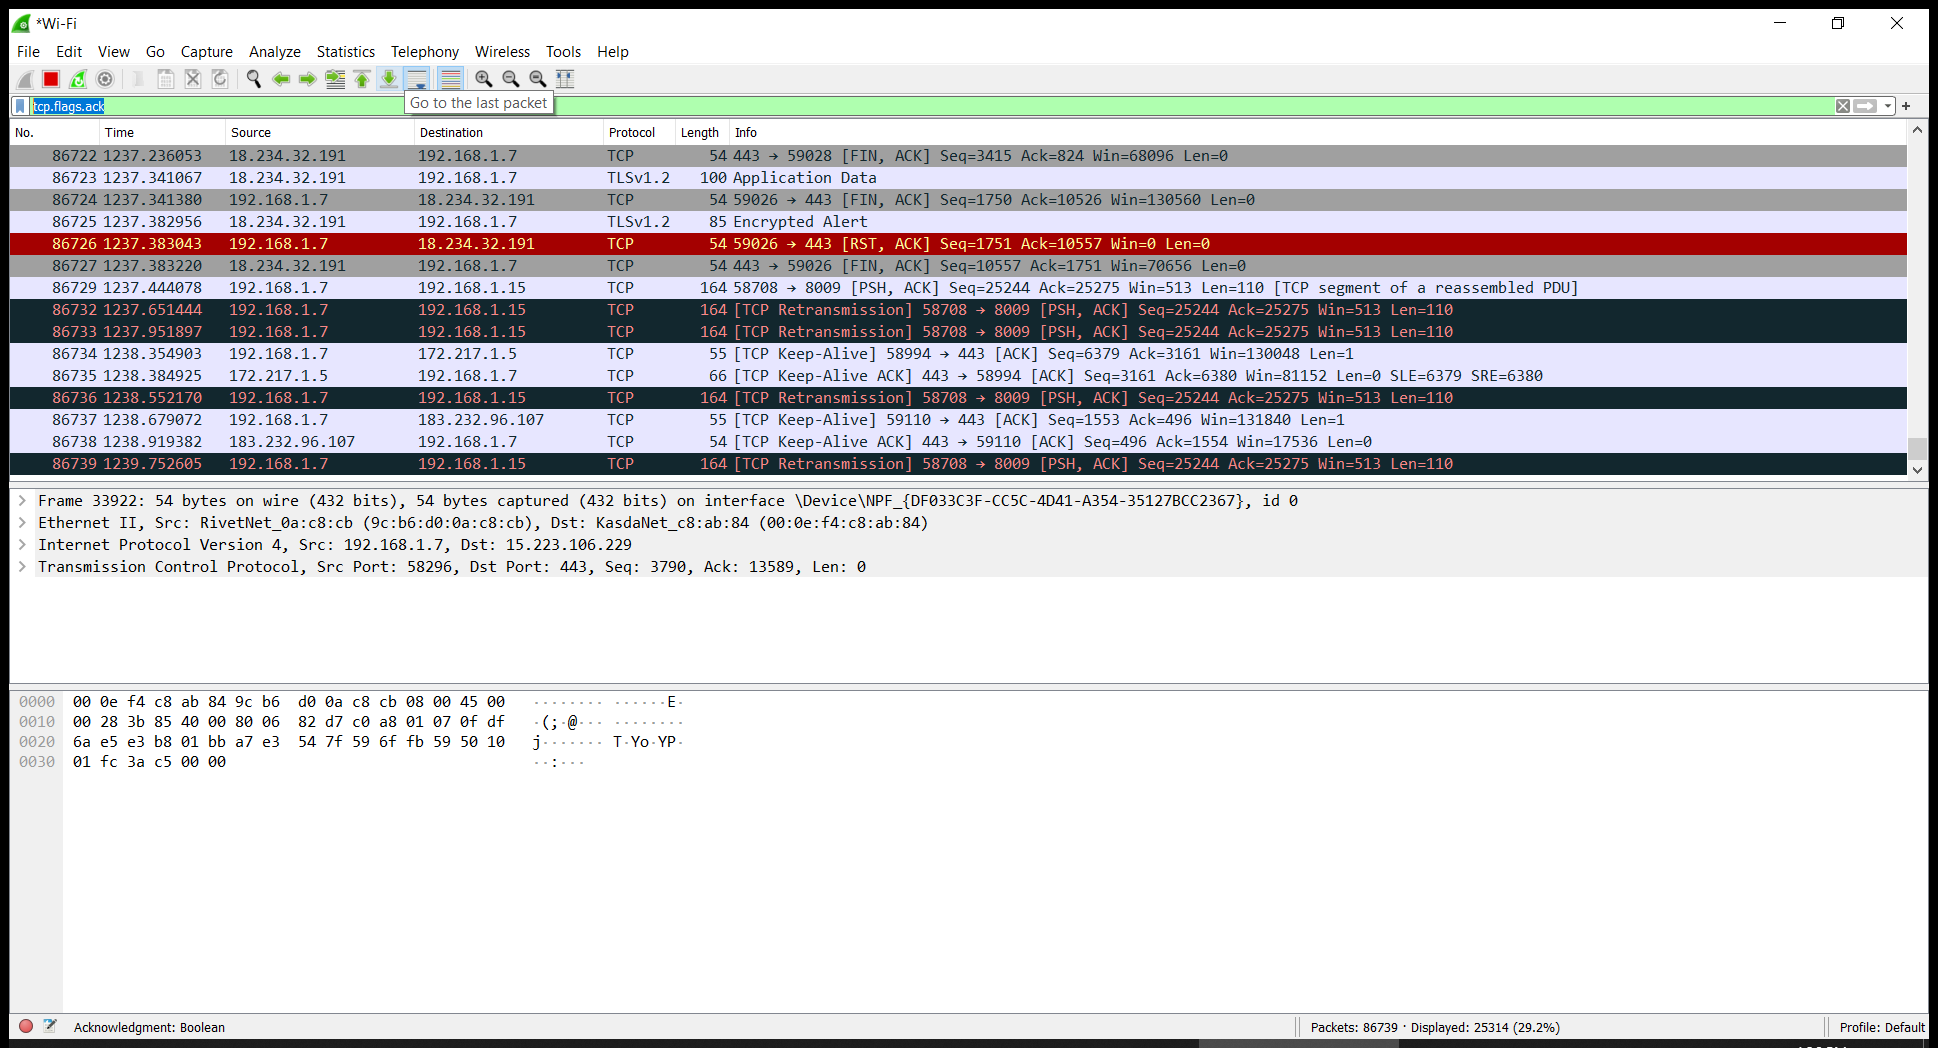 *Wi-Fi
File Edit View Go Capture Analyze Statistics Telephony Wireless Tools Help
tcp.flags.ack
Go to the last packet
No. Time Source Destination Protocol Length Info
86722 1237.236053 18.234.32.191 192.168.1.7 TCP 54 443 → 59028 [FIN, ACK] Seq=3415 Ack=824 Win=68096 Len=0
86723 1237.341067 18.234.32.191 192.168.1.7 TLSv1.2 100 Application Data
86724 1237.341380 192.168.1.7 18.234.32.191 TCP 54 59026 → 443 [FIN, ACK] Seq=1750 Ack=10526 Win=130560 Len=0
86725 1237.382956 18.234.32.191 192.168.1.7 TLSv1.2 85 Encrypted Alert
86726 1237.383043 192.168.1.7 18.234.32.191 TCP 54 59026 → 443 [RST, ACK] Seq=1751 Ack=10557 Win=0 Len=0
86727 1237.383220 18.234.32.191 192.168.1.7 TCP 54 443 → 59026 [FIN, ACK] Seq=10557 Ack=1751 Win=70656 Len=0
86729 1237.444078 192.168.1.7 192.168.1.15 TCP 164 58708 → 8009 [PSH, ACK] Seq=25244 Ack=25275 Win=513 Len=110 [TCP segment of a reassembled PDU]
86732 1237.651444 192.168.1.7 192.168.1.15 TCP 164 [TCP Retransmission] 58708 → 8009 [PSH, ACK] Seq=25244 Ack=25275 Win=513 Len=110
86733 1237.951897 192.168.1.7 192.168.1.15 TCP 164 [TCP Retransmission] 58708 → 8009 [PSH, ACK] Seq=25244 Ack=25275 Win=513 Len=110
86734 1238.354903 192.168.1.7 172.217.1.5 TCP 55 [TCP Keep-Alive] 58994 → 443 [ACK] Seq=6379 Ack=3161 Win=130048 Len=1
86735 1238.384925 172.217.1.5 192.168.1.7 TCP 66 [TCP Keep-Alive ACK] 443 → 58994 [ACK] Seq=3161 Ack=6380 Win=81152 Len=0 SLE=6379 SRE=6380
86736 1238.552170 192.168.1.7 192.168.1.15 TCP 164 [TCP Retransmission] 58708 → 8009 [PSH, ACK] Seq=25244 Ack=25275 Win=513 Len=110
86737 1238.679072 192.168.1.7 183.232.96.107 TCP 55 [TCP Keep-Alive] 59110 → 443 [ACK] Seq=1553 Ack=496 Win=131840 Len=1
86738 1238.919382 183.232.96.107 192.168.1.7 TCP 54 [TCP Keep-Alive ACK] 443 → 59110 [ACK] Seq=496 Ack=1554 Win=17536 Len=0
86739 1239.752605 192.168.1.7 192.168.1.15 TCP 164 [TCP Retransmission] 58708 → 8009 [PSH, ACK] Seq=25244 Ack=25275 Win=513 Len=110
Frame 33922: 54 bytes on wire (432 bits), 54 bytes captured (432 bits) on interface \Device\NPF_{DF033C3F-CC5C-4D41-A354-35127BCC2367}, id 0
Ethernet II, Src: RivetNet_0a:c8:cb (9c:b6:d0:0a:c8:cb), Dst: KasdaNet_c8:ab:84 (00:0e:f4:c8:ab:84)
Internet Protocol Version 4, Src: 192.168.1.7, Dst: 15.223.106.229
Transmission Control Protocol, Src Port: 58296, Dst Port: 443, Seq: 3790, Ack: 13589, Len: 0
0000 00 0e f4 c8 ab 84 9c b6 d0 0a c8 cb 08 00 45 00 ········ ······E·
0010 00 28 3b 85 40 00 80 06 82 d7 c0 a8 01 07 0f df ·(;·@··· ········
0020 6a e5 e3 b8 01 bb a7 e3 54 7f 59 6f fb 59 50 10 j······· T·Yo·YP·
0030 01 fc 3a c5 00 00 ··:···
Acknowledgment: Boolean
Packets: 86739 · Displayed: 25314 (29.2%)
Profile: Default